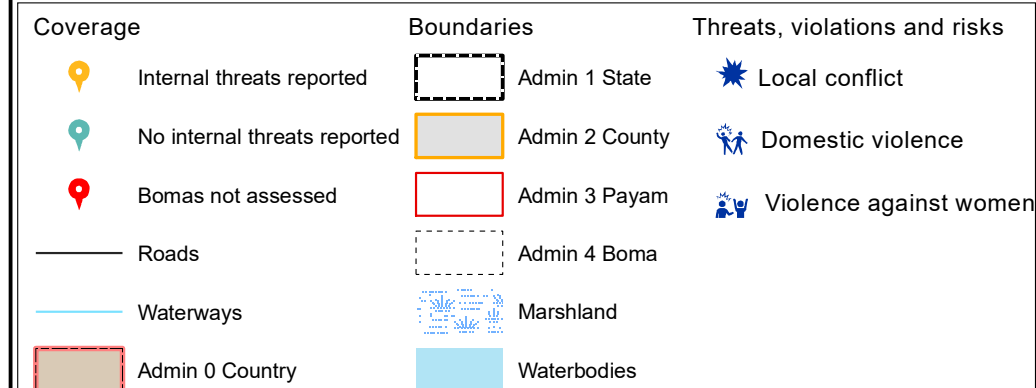 Coverage
Internal threats reported
No internal threats reported
Bomas not assessed
Roads
Waterways
Admin 0 Country
Boundaries
Admin 1 State
Admin 2 County
Admin 3 Payam
Admin 4 Boma
Marshland
Waterbodies
Threats, violations and risks
Local conflict
Domestic violence
Violence against women